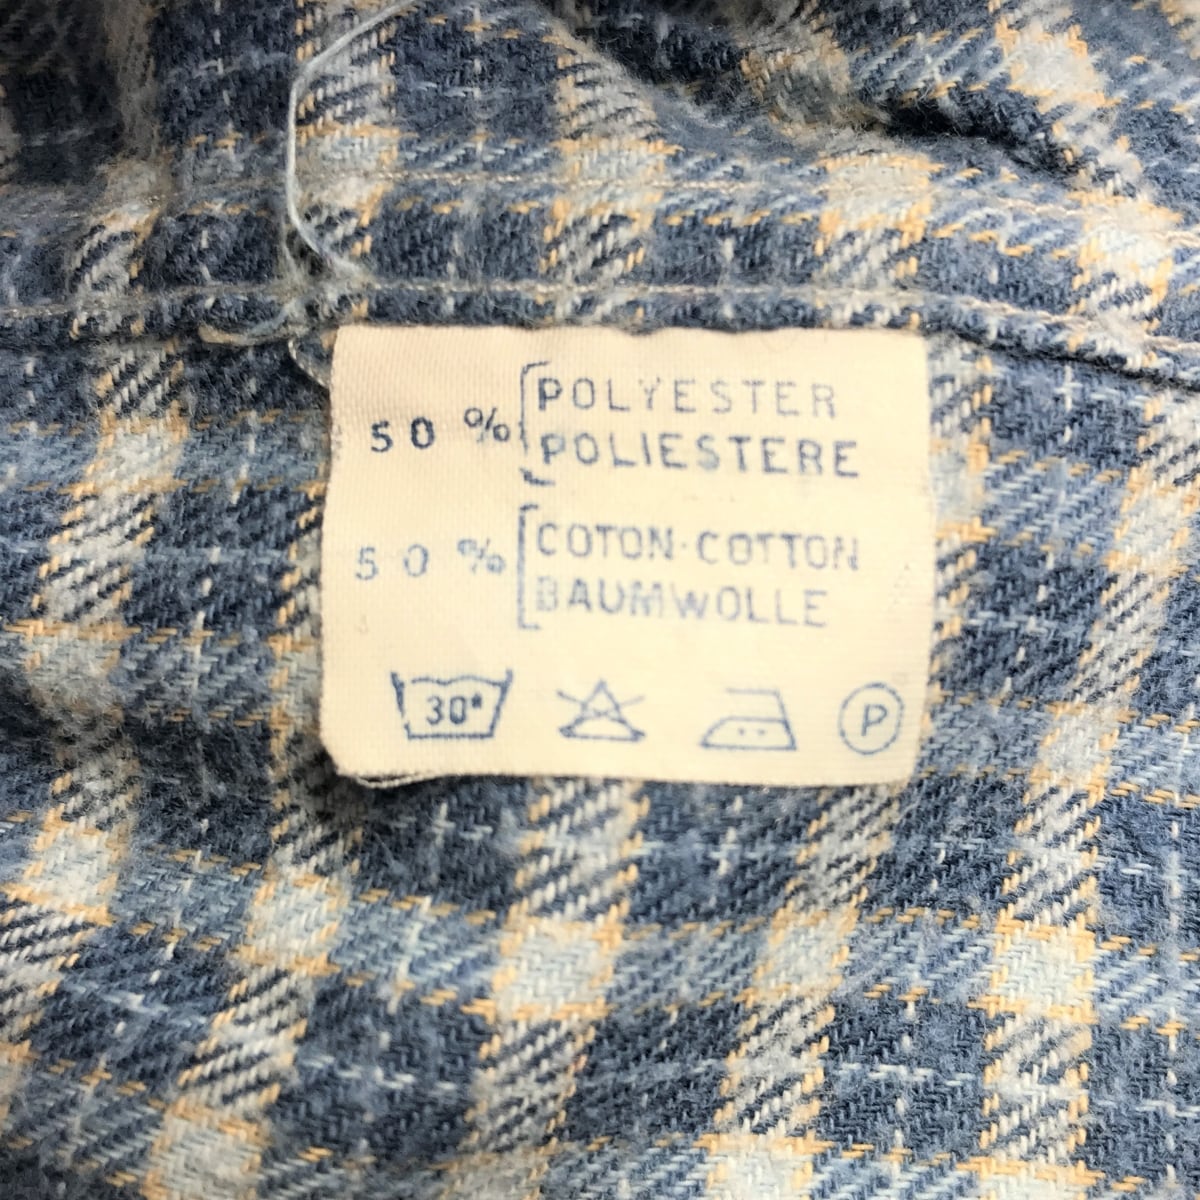 50 % POLYESTER
POLIESTERE
50 % COTON·COTTON
BAUMWOLLE
30°
P